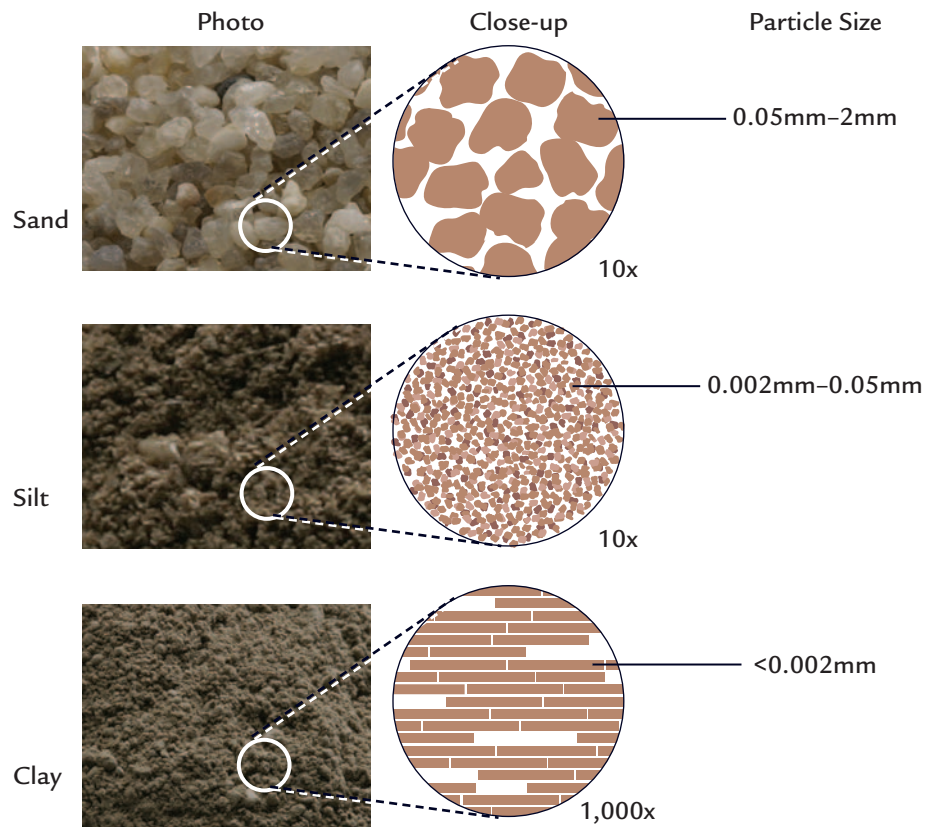 Photo Close-up Particle Size
Sand
0.05mm–2mm
10x
Silt
0.002mm–0.05mm
10x
Clay
<0.002mm
1,000x